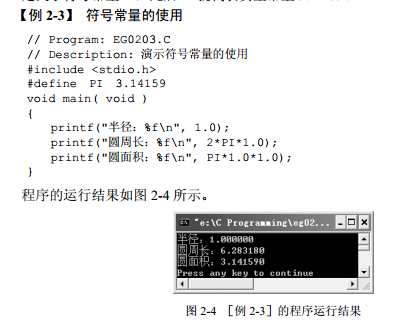 【例 2-3】 符号常量的使用
// Program: EG0203.C
// Description: 演示符号常量的使用
#include <stdio.h>
#define PI 3.14159
void main( void )
{
printf("半径：%f\n", 1.0);
printf("圆周长：%f\n", 2*PI*1.0);
printf("圆面积：%f\n", PI*1.0*1.0);
}
程序的运行结果如图 2-4 所示。
"e:\C Programming\eg02...
半径：1.000000
圆周长：6.283180
圆面积：3.141590
Press any key to continue
图 2-4 ［例 2-3］的程序运行结果